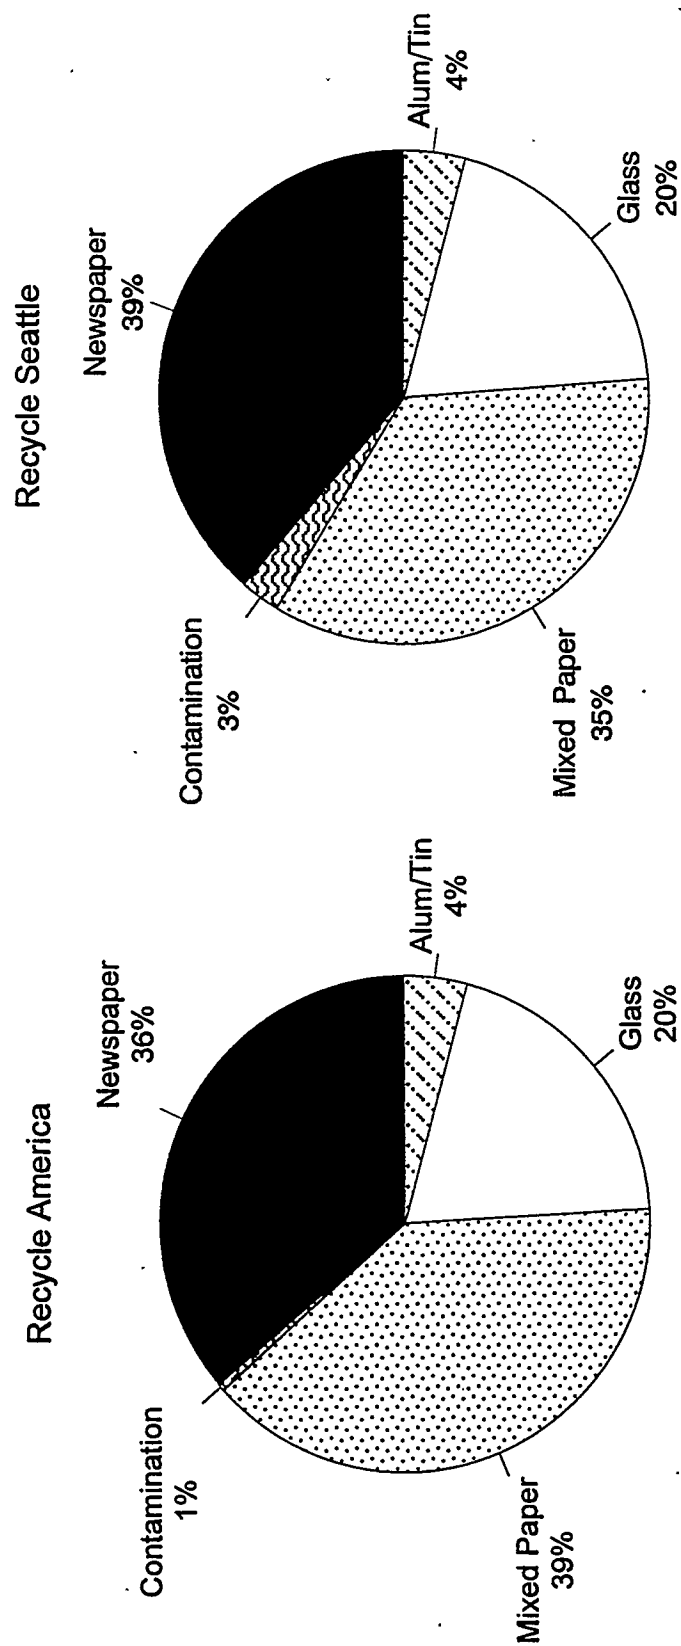 Recycle America
Newspaper
36%
Alum/Tin
4%
Glass
20%
Mixed Paper
39%
Contamination
1%
Recycle Seattle
Newspaper
39%
Alum/Tin
4%
Glass
20%
Mixed Paper
35%
Contamination
3%